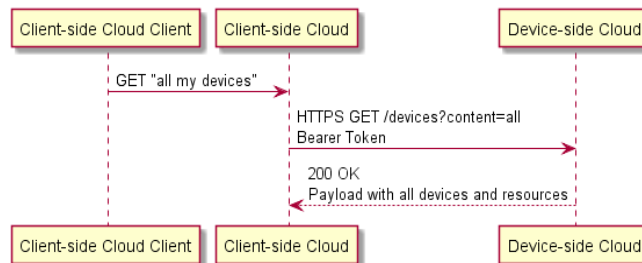 Client-side Cloud Client
Client-side Cloud
Device-side Cloud
GET "all my devices"
HTTPS GET /devices?content=all
Bearer Token
200 OK
Payload with all devices and resources
Client-side Cloud Client
Client-side Cloud
Device-side Cloud